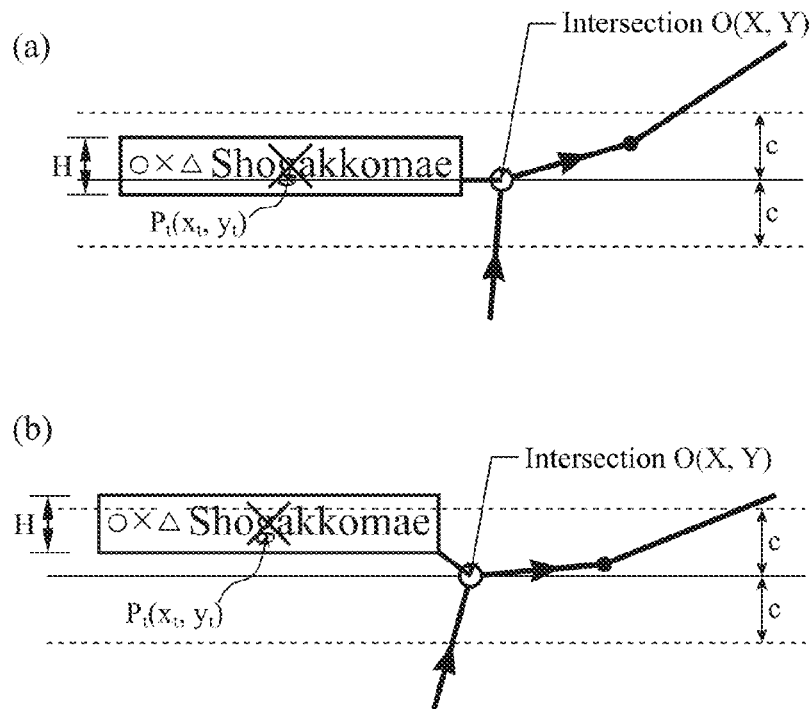 (a)
Intersection O(X, Y)
H
○×△ Shogakkomae
c
Pt(xt, yt)
c
(b)
Intersection O(X, Y)
H
○×△ Shogakkomae
c
Pt(xt, yt)
c